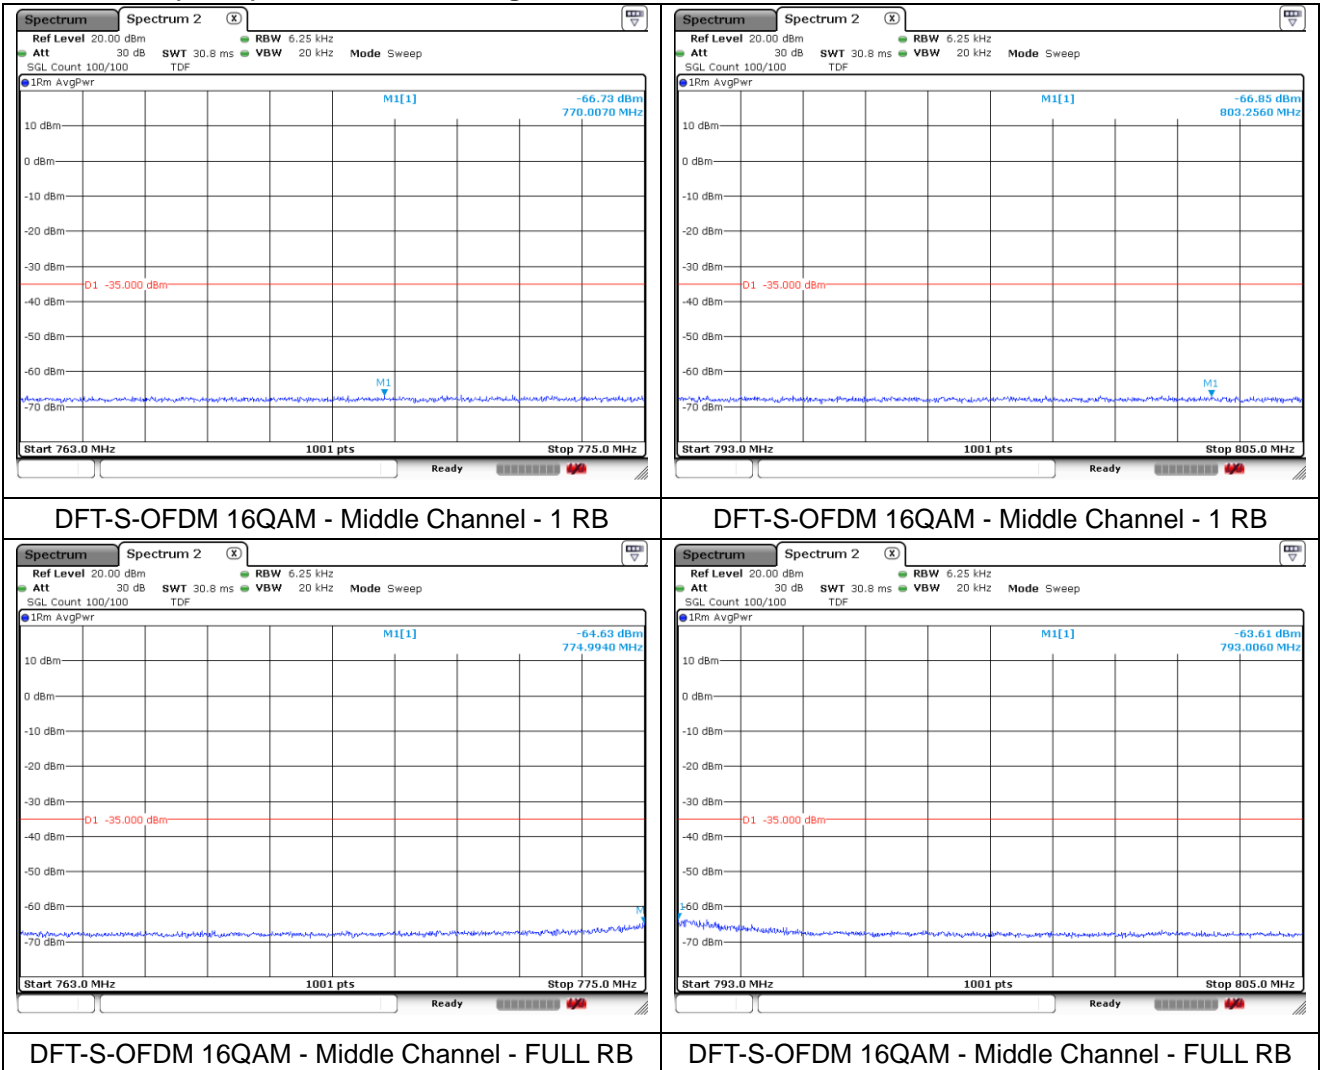 Spectrum Spectrum 2 X
Ref Level 20.00 dBm RBW 6.25 kHz
Att 30 dB SWT 30.8 ms VBW 20 kHz Mode Sweep
SGL Count 100/100 TDF
1Rm AvgPwr
M1[1] -66.73 dBm
770.0070 MHz
10 dBm
0 dBm
-10 dBm
-20 dBm
-30 dBm
D1 -35.000 dBm
-40 dBm
-50 dBm
-60 dBm
M1
-70 dBm
Start 763.0 MHz 1001 pts Stop 775.0 MHz
Ready
DFT-S-OFDM 16QAM - Middle Channel - 1 RB
Spectrum Spectrum 2 X
Ref Level 20.00 dBm RBW 6.25 kHz
Att 30 dB SWT 30.8 ms VBW 20 kHz Mode Sweep
SGL Count 100/100 TDF
1Rm AvgPwr
M1[1] -66.85 dBm
803.2560 MHz
10 dBm
0 dBm
-10 dBm
-20 dBm
-30 dBm
D1 -35.000 dBm
-40 dBm
-50 dBm
-60 dBm
M1
-70 dBm
Start 793.0 MHz 1001 pts Stop 805.0 MHz
Ready
DFT-S-OFDM 16QAM - Middle Channel - 1 RB
Spectrum Spectrum 2 X
Ref Level 20.00 dBm RBW 6.25 kHz
Att 30 dB SWT 30.8 ms VBW 20 kHz Mode Sweep
SGL Count 100/100 TDF
1Rm AvgPwr
M1[1] -64.63 dBm
774.9940 MHz
10 dBm
0 dBm
-10 dBm
-20 dBm
-30 dBm
D1 -35.000 dBm
-40 dBm
-50 dBm
-60 dBm
M
-70 dBm
Start 763.0 MHz 1001 pts Stop 775.0 MHz
Ready
DFT-S-OFDM 16QAM - Middle Channel - FULL RB
Spectrum Spectrum 2 X
Ref Level 20.00 dBm RBW 6.25 kHz
Att 30 dB SWT 30.8 ms VBW 20 kHz Mode Sweep
SGL Count 100/100 TDF
1Rm AvgPwr
M1[1] -63.61 dBm
793.0060 MHz
10 dBm
0 dBm
-10 dBm
-20 dBm
-30 dBm
D1 -35.000 dBm
-40 dBm
-50 dBm
-60 dBm
-70 dBm
Start 793.0 MHz 1001 pts Stop 805.0 MHz
Ready
DFT-S-OFDM 16QAM - Middle Channel - FULL RB